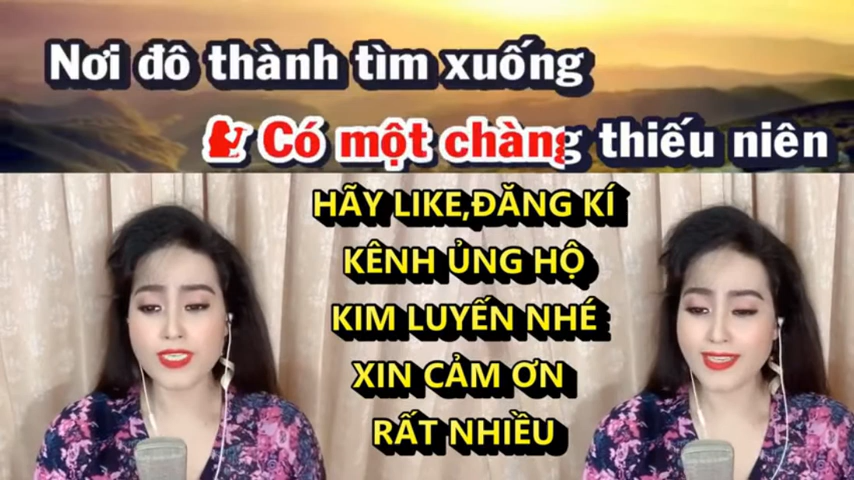 Nơi đô thành tìm xuống
Có một chàng thiếu niên
HÃY LIKE,ĐĂNG KÍ
KÊNH ỦNG HỘ
KIM LUYẾN NHÉ
XIN CẢM ƠN
RẤT NHIỀU